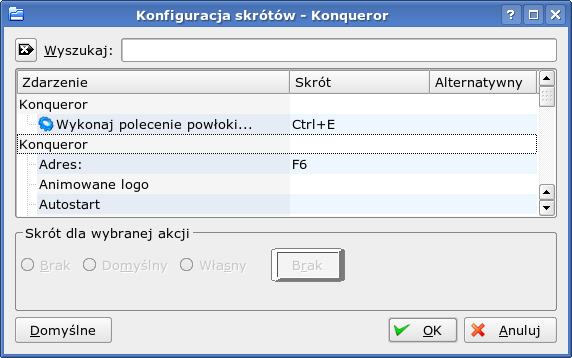 Konfiguracja skrótów - Konqueror
Wyszukaj:
Zdarzenie Skrót Alternatywny
Konqueror
Wykonaj polecenie powłoki... Ctrl+E
Konqueror
Adres: F6
Animowane logo
Autostart
Skrót dla wybranej akcji
Brak Domyślny Własny Brak
Domyślne OK Anuluj